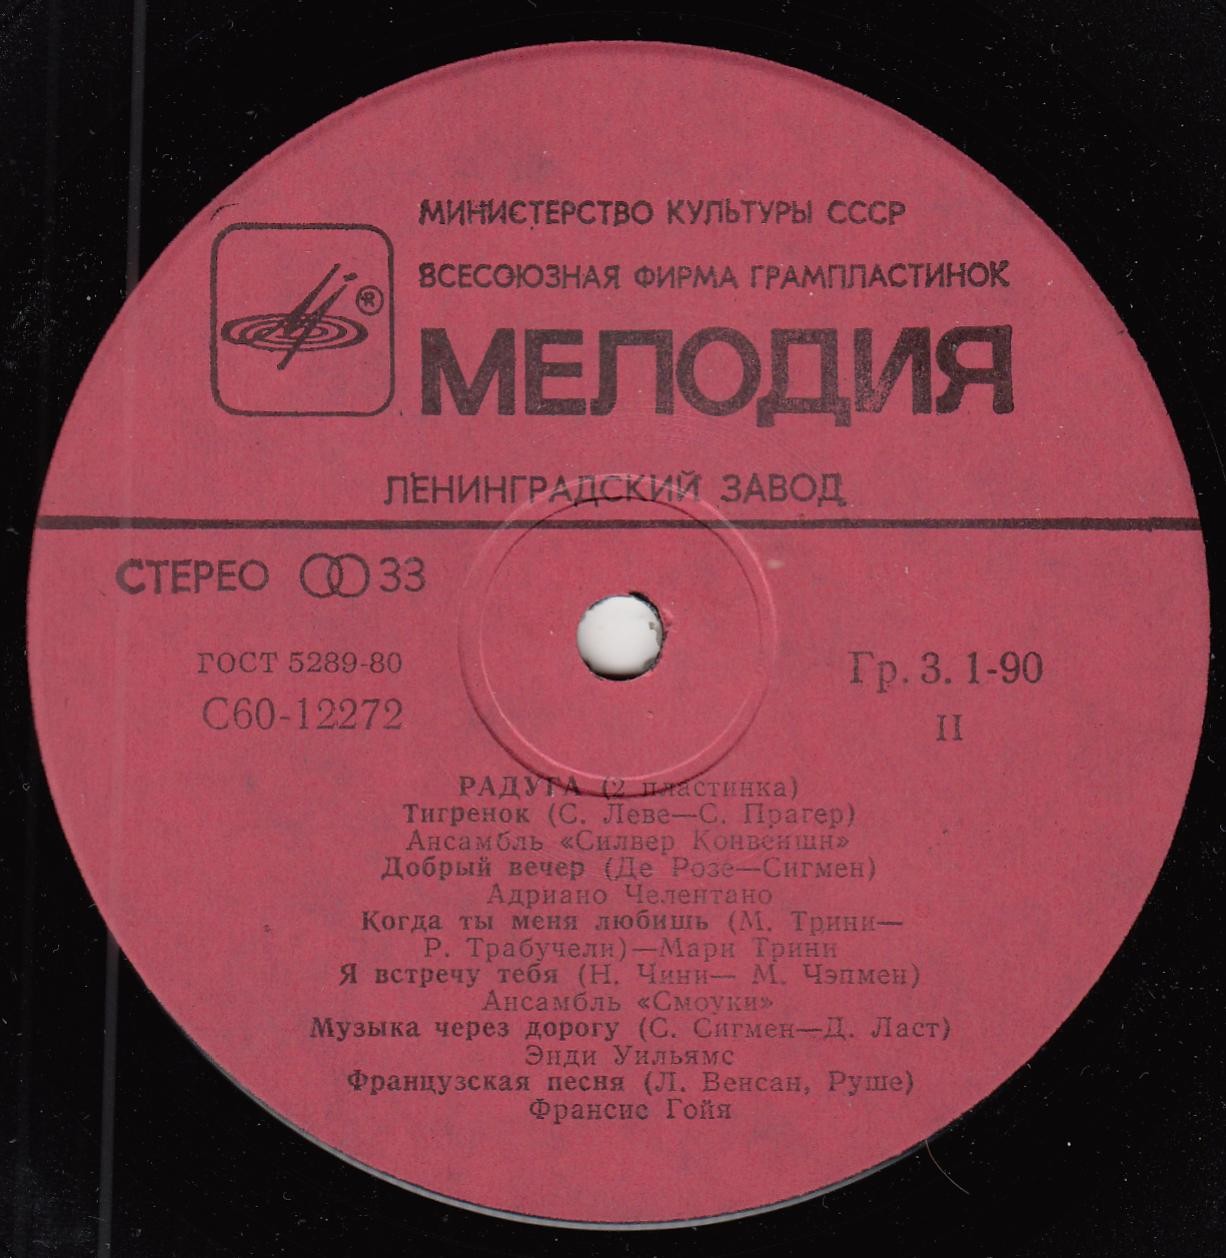 МИНИСТЕРСТВО КУЛЬТУРЫ СССР
ВСЕСОЮЗНАЯ ФИРМА ГРАМПЛАСТИНОК
®
МЕЛОДИЯ
ЛЕНИНГРАДСКИЙ ЗАВОД
СТЕРЕО 33
ГОСТ 5289-80
Гр. 3. 1-90
С60-12272
II
РАДУГА (2 пластинка)
Тигренок (С. Леве—С. Прагер)
Ансамбль «Силвер Конвеншн»
Добрый вечер (Де Розе—Сигмен)
Адриано Челентано
Когда ты меня любишь (М. Трини—
Р. Трабучели)—Мари Трини
Я встречу тебя (Н. Чини— М. Чэпмен)
Ансамбль «Смоуки»
Музыка через дорогу (С. Сигмен—Д. Ласт)
Энди Уильямс
Французская песня (Л. Венсан, Руше)
Франсис Гойя